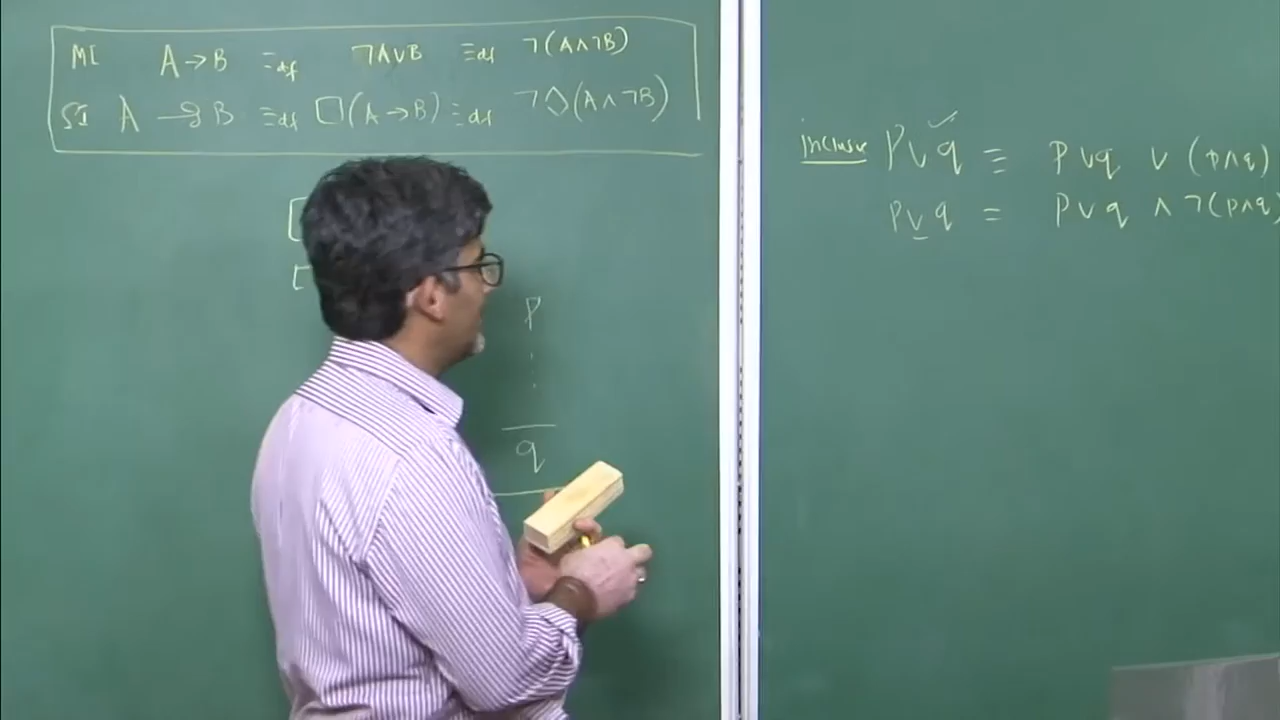 MI A → B ≡df ¬A∨B ≡df ¬(A∧¬B)
SI A ⥽ B ≡df □(A→B) ≡df ¬◇(A∧¬B)
p
.
.
q
inclusive p∨q ≡ p∨q ∨ (p∧q)
p⊻q = p∨q ∧ ¬(p∧q)